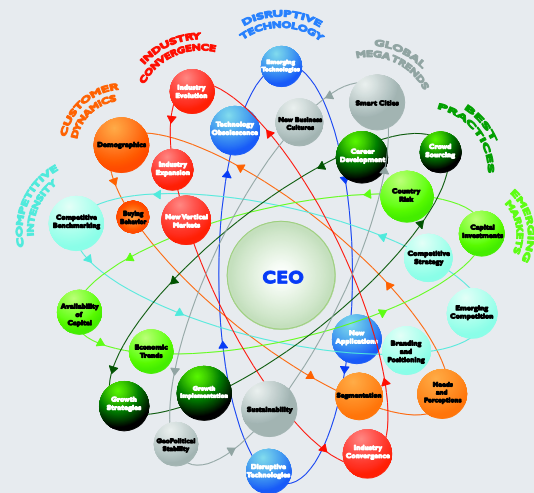 DISRUPTIVE
TECHNOLOGY
INDUSTRY
CONVERGENCE
GLOBAL
MEGA TRENDS
CUSTOMER
DYNAMICS
BEST
PRACTICES
COMPETITIVE
INTENSITY
EMERGING
MARKETS
Emerging
Technologies
Industry
Evolution
Smart Cities
New Business
Cultures
Technology
Obsolescence
Demographics
Career
Development
Crowd
Sourcing
Industry
Expansion
Country
Risk
Competitive
Benchmarking
Buying
Behavior
New Vertical
Markets
Capital
Investments
Competitive
Strategy
CEO
Availability
of
Capital
Emerging
Competition
New
Applications
Economic
Trends
Branding
and
Positioning
Growth
Strategies
Growth
Implementation
Sustainability
Segmentation
Needs
and
Perceptions
GeoPolitical
Stability
Industry
Convergence
Disruptive
Technologies